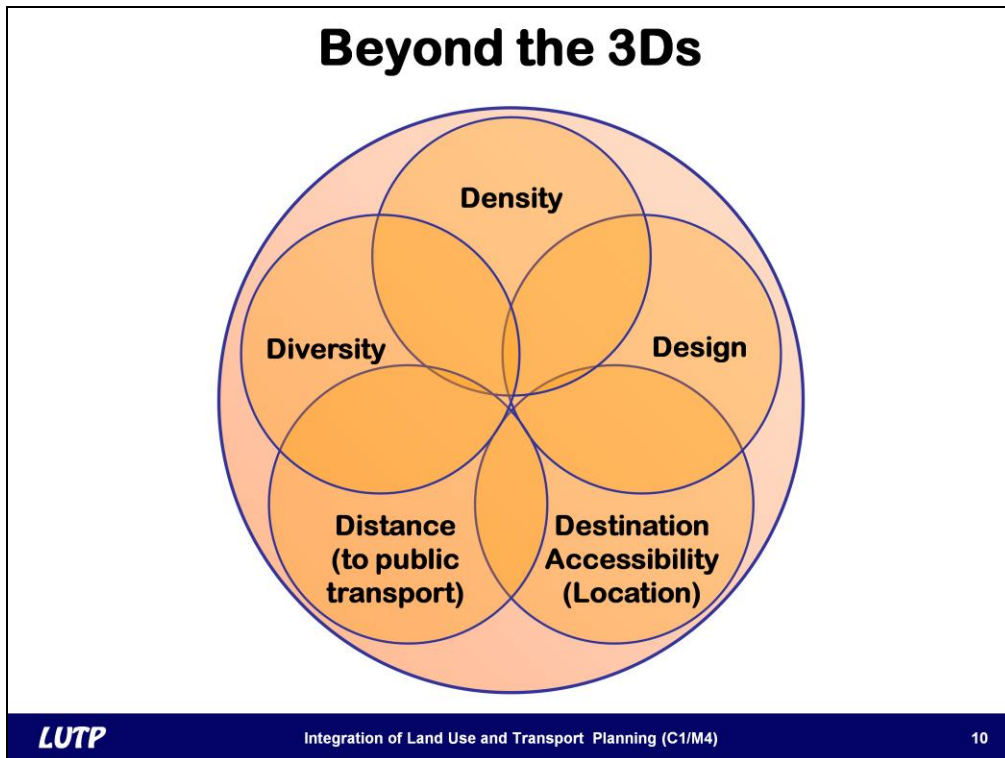 Beyond the 3Ds
Density
Diversity
Design
Distance
(to public
transport)
Destination
Accessibility
(Location)
LUTP
Integration of Land Use and Transport Planning (C1/M4)
10